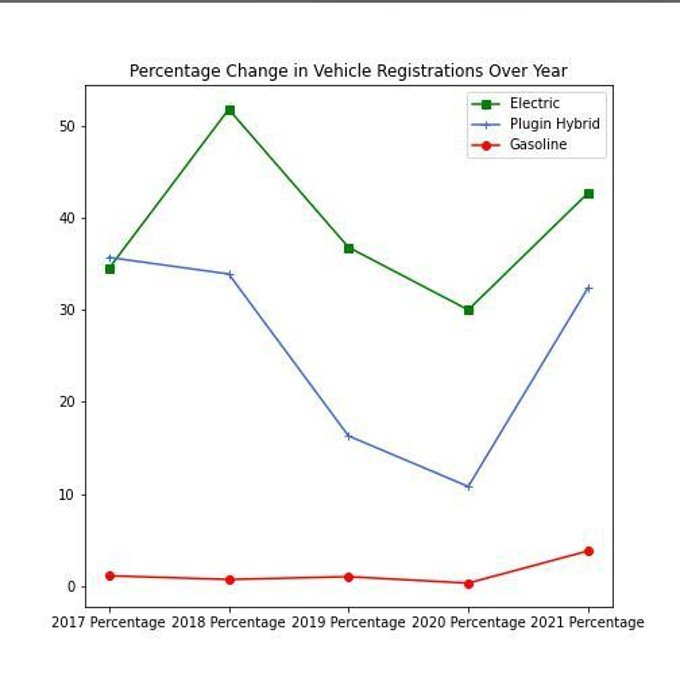 Percentage Change in Vehicle Registrations Over Year
Electric
Plugin Hybrid
Gasoline
50
40
30
20
10
0
2017 Percentage 2018 Percentage 2019 Percentage 2020 Percentage 2021 Percentage